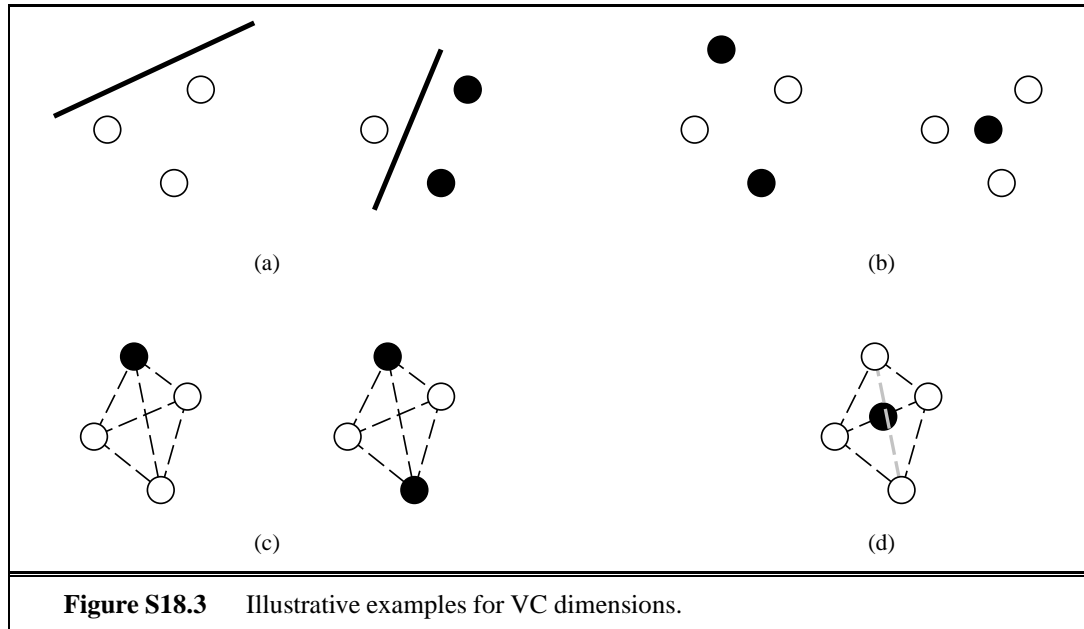 (a)
(b)
(c)
(d)
Figure S18.3 Illustrative examples for VC dimensions.